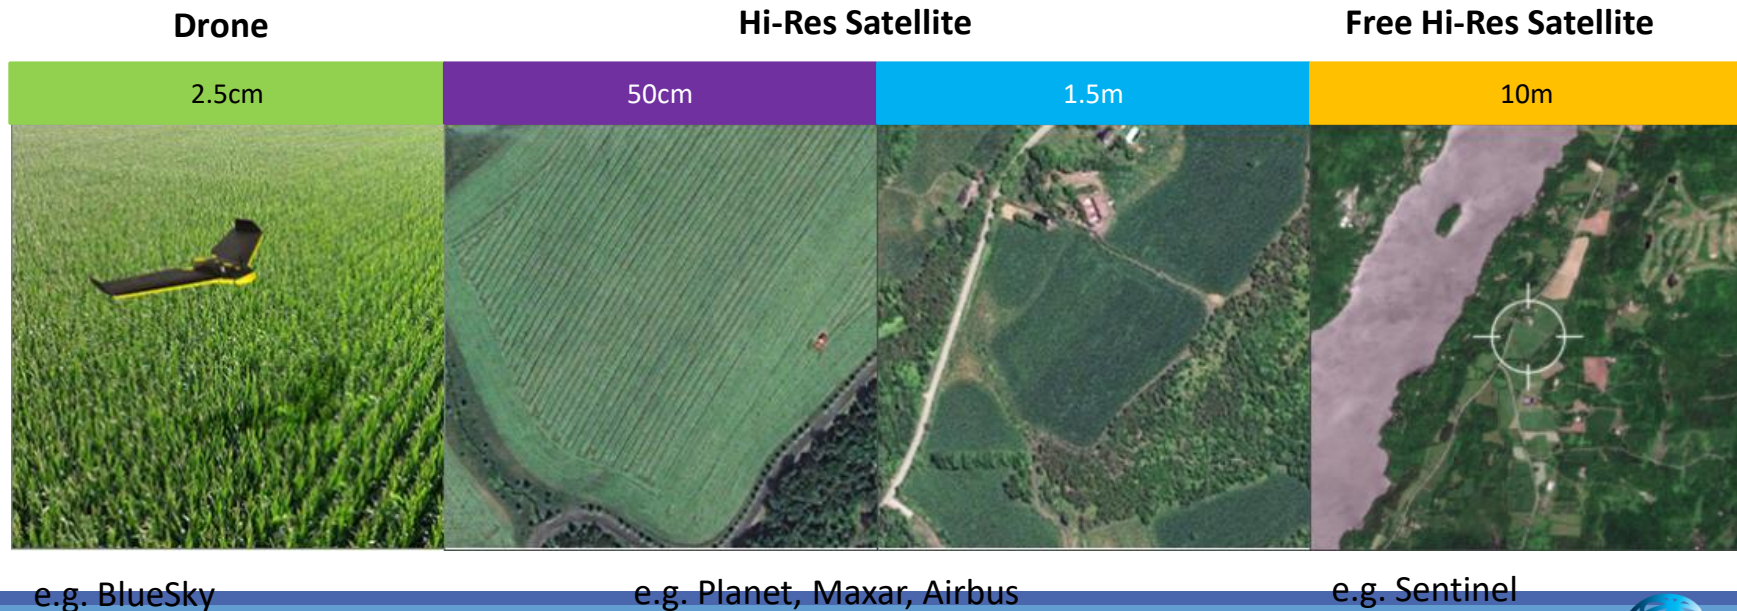 Drone
Hi-Res Satellite
Free Hi-Res Satellite
2.5cm
50cm
1.5m
10m
e.g. BlueSky
e.g. Planet, Maxar, Airbus
e.g. Sentinel